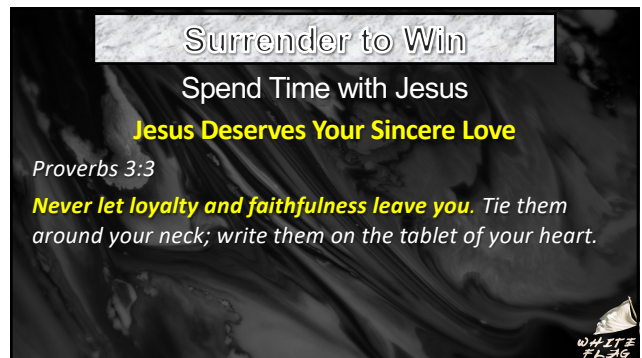 Surrender to Win
Spend Time with Jesus
Jesus Deserves Your Sincere Love
Proverbs 3:3
Never let loyalty and faithfulness leave you. Tie them
around your neck; write them on the tablet of your heart.
WHITE
FLAG